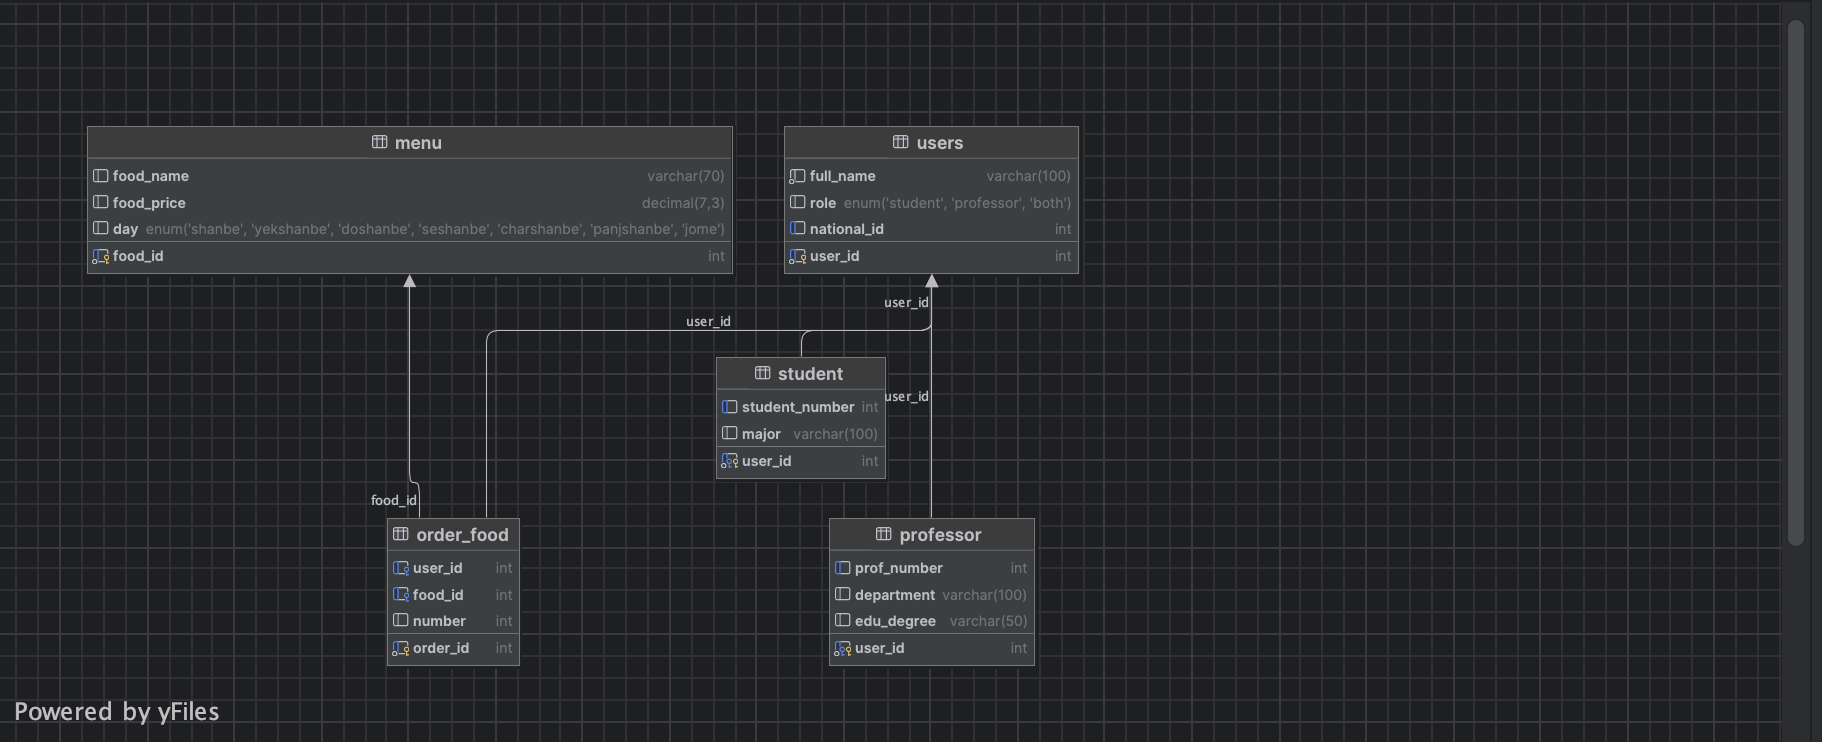 menu
food_name varchar(70)
food_price decimal(7,3)
day enum('shanbe', 'yekshanbe', 'doshanbe', 'seshanbe', 'charshanbe', 'panjshanbe', 'jome')
food_id int
users
full_name varchar(100)
role enum('student', 'professor', 'both')
national_id int
user_id int
user_id
user_id
student
student_number int
major varchar(100)
user_id int
user_id
food_id
order_food
user_id int
food_id int
number int
order_id int
professor
prof_number int
department varchar(100)
edu_degree varchar(50)
user_id int
Powered by yFiles